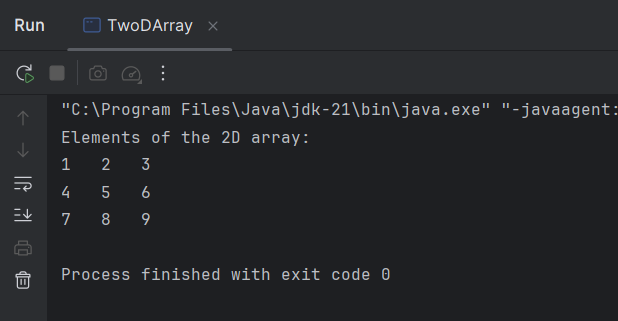 Run TwoDArray
"C:\Program Files\Java\jdk-21\bin\java.exe" "-javaagent:
Elements of the 2D array:
1 2 3
4 5 6
7 8 9
Process finished with exit code 0